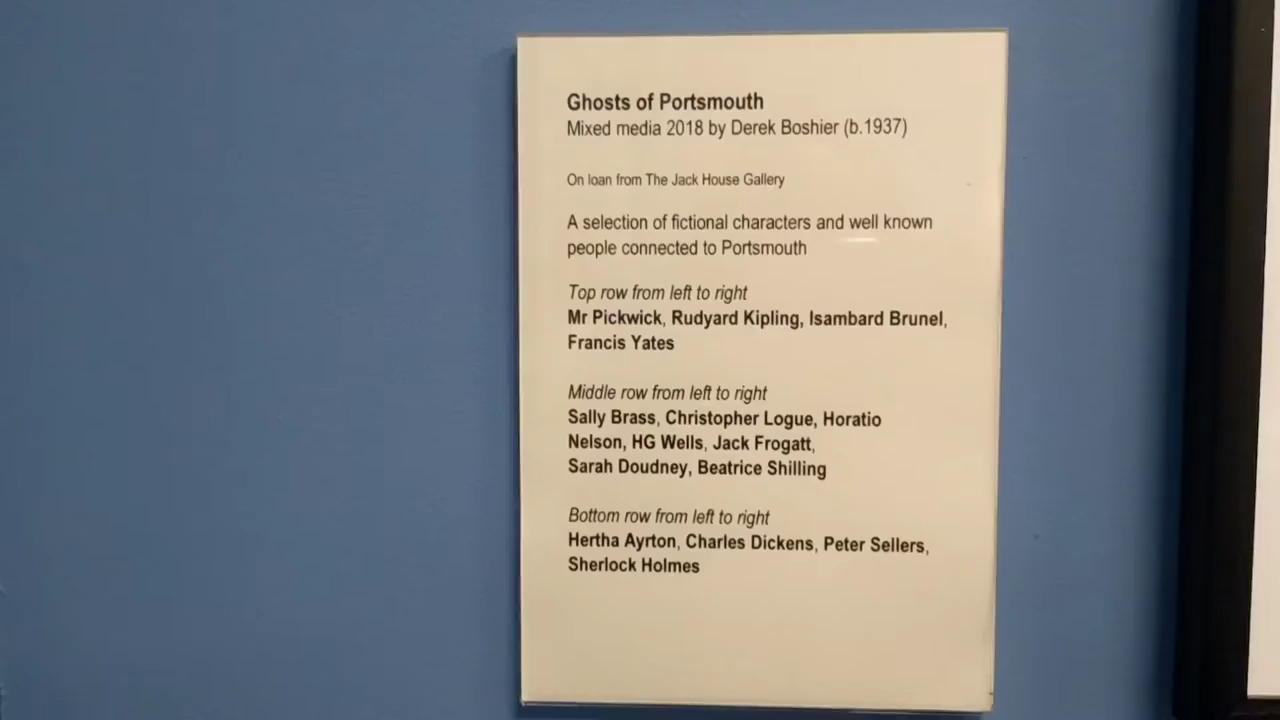 Ghosts of Portsmouth
Mixed media 2018 by Derek Boshier (b.1937)
On loan from The Jack House Gallery
A selection of fictional characters and well known
people connected to Portsmouth
Top row from left to right
Mr Pickwick, Rudyard Kipling, Isambard Brunel,
Francis Yates
Middle row from left to right
Sally Brass, Christopher Logue, Horatio
Nelson, HG Wells, Jack Frogatt,
Sarah Doudney, Beatrice Shilling
Bottom row from left to right
Hertha Ayrton, Charles Dickens, Peter Sellers,
Sherlock Holmes